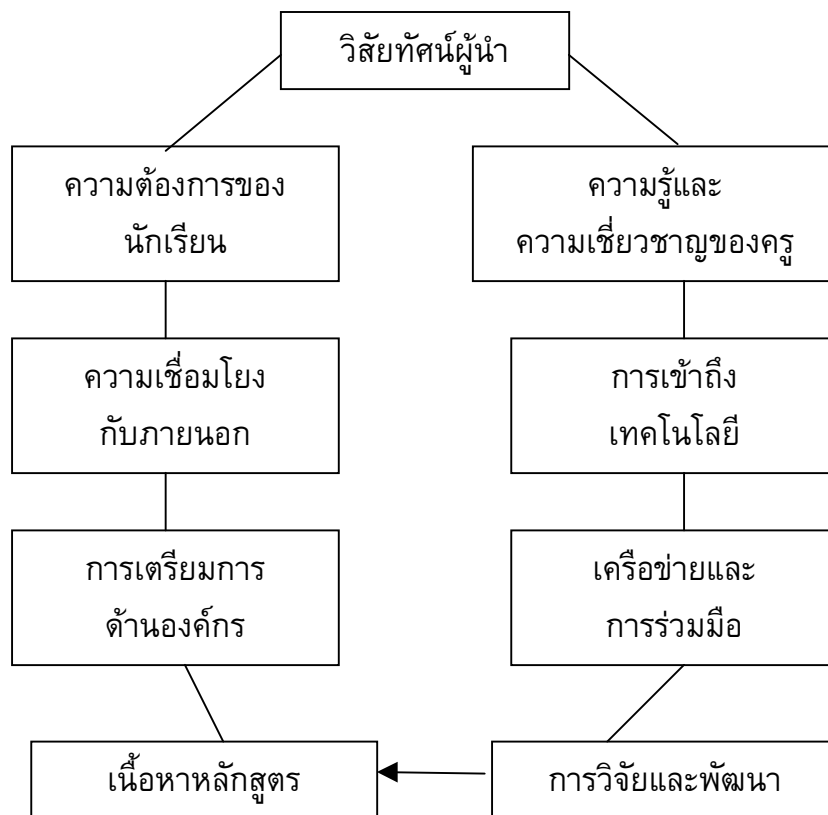 วิสัยทัศน์ผู้นำ
ความต้องการของ
นักเรียน
ความรู้และ
ความเชี่ยวชาญของครู
ความเชื่อมโยง
กับภายนอก
การเข้าถึง
เทคโนโลยี
การเตรียมการ
ด้านองค์กร
เครือข่ายและ
การร่วมมือ
เนื้อหาหลักสูตร
การวิจัยและพัฒนา